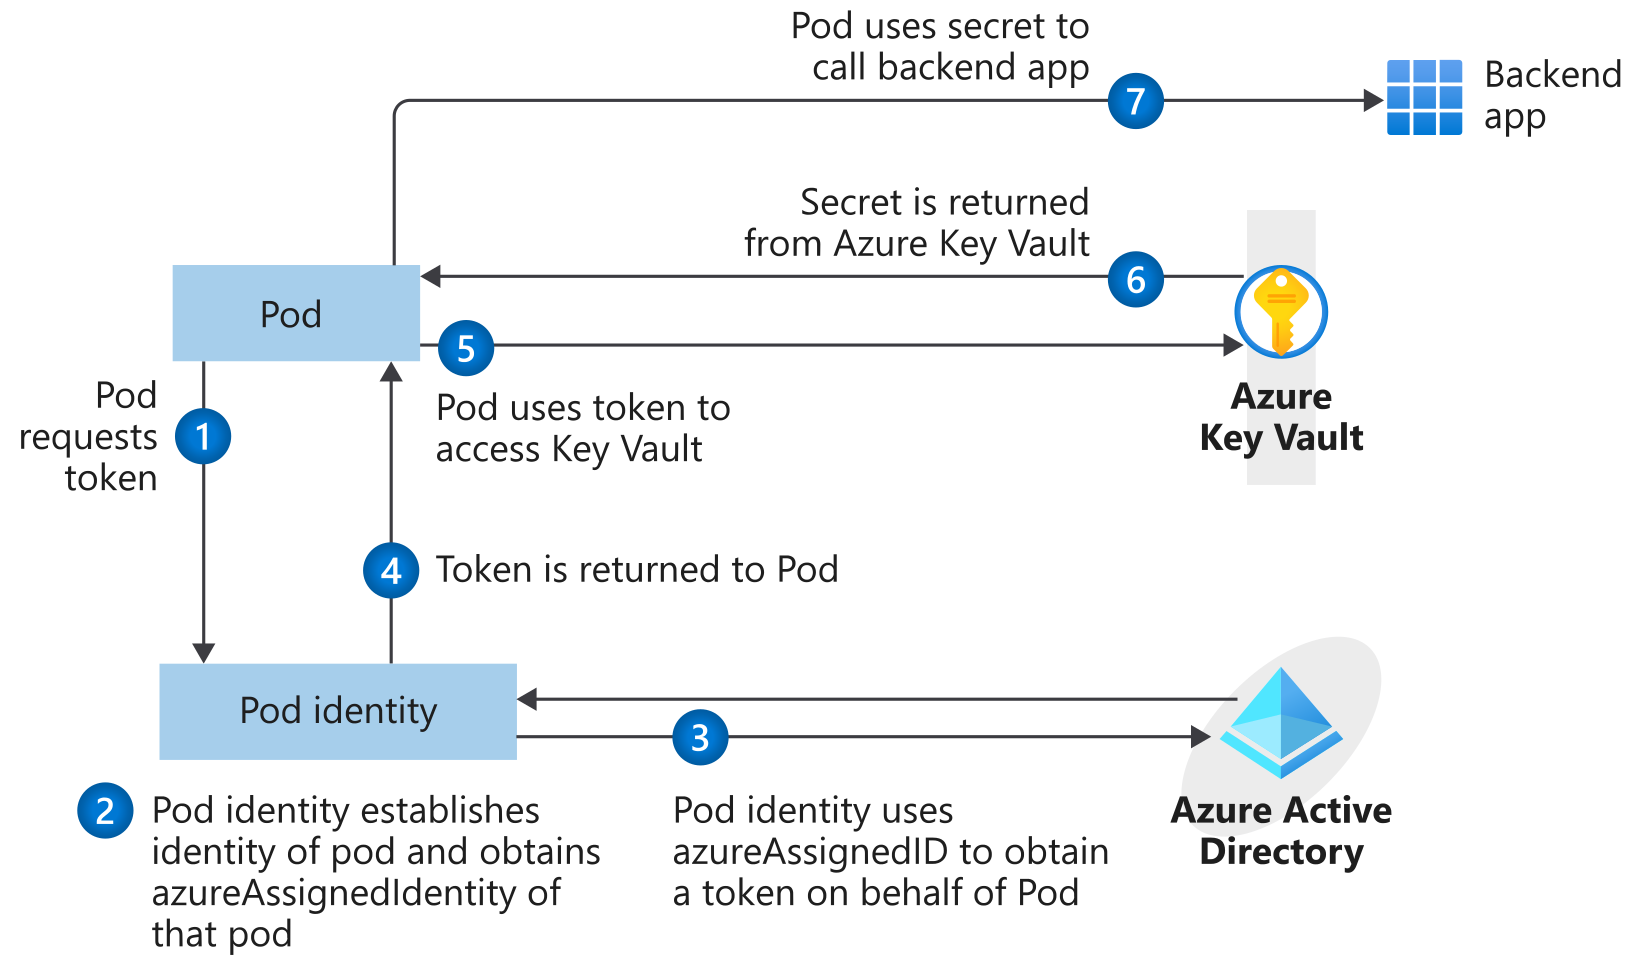 Pod uses secret to
call backend app
7
Backend
app
Secret is returned
from Azure Key Vault
6
Pod
5
Azure
Key Vault
Pod
requests
token
1
Pod uses token to
access Key Vault
4
Token is returned to Pod
Pod identity
3
2
Pod identity establishes
identity of pod and obtains
azureAssignedIdentity of
that pod
Pod identity uses
azureAssignedID to obtain
a token on behalf of Pod
Azure Active
Directory